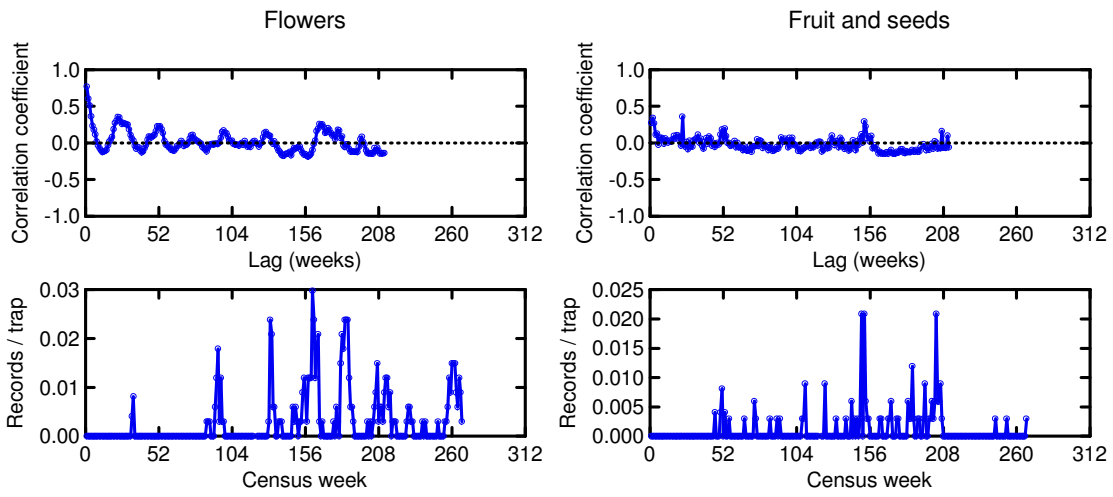 Flowers
Fruit and seeds
Correlation coefficient
1.0
0.5
0.0
-0.5
-1.0
0 52 104 156 208 260 312
Lag (weeks)
Correlation coefficient
1.0
0.5
0.0
-0.5
-1.0
0 52 104 156 208 260 312
Lag (weeks)
Records / trap
0.03
0.02
0.01
0.00
0 52 104 156 208 260 312
Census week
Records / trap
0.025
0.020
0.015
0.010
0.005
0.000
0 52 104 156 208 260 312
Census week